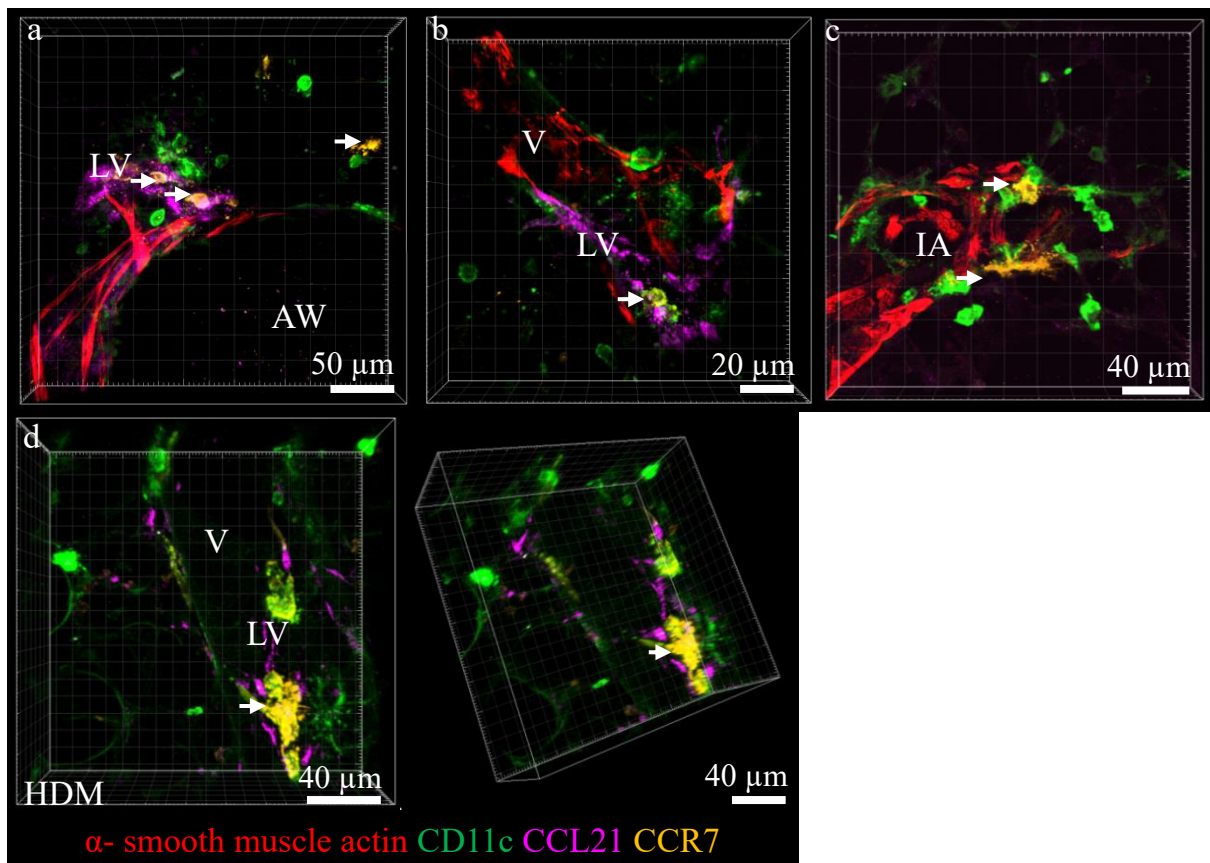 a
LV
AW
50 µm
b
V
LV
20 µm
c
IA
40 µm
d
V
LV
HDM
40 µm
40 µm
α- smooth muscle actin CD11c CCL21 CCR7